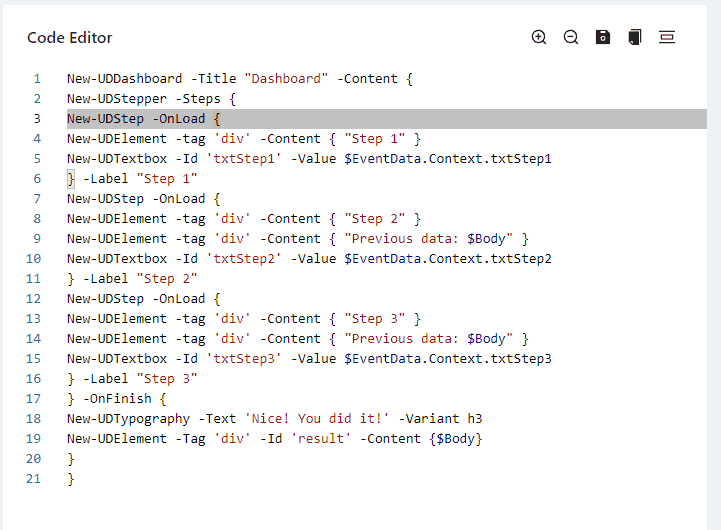 Code Editor
1 New-UDDashboard -Title "Dashboard" -Content {
2 New-UDStepper -Steps {
3 New-UDStep -OnLoad {
4 New-UDElement -tag 'div' -Content { "Step 1" }
5 New-UDTextbox -Id 'txtStep1' -Value $EventData.Context.txtStep1
6 } -Label "Step 1"
7 New-UDStep -OnLoad {
8 New-UDElement -tag 'div' -Content { "Step 2" }
9 New-UDElement -tag 'div' -Content { "Previous data: $Body" }
10 New-UDTextbox -Id 'txtStep2' -Value $EventData.Context.txtStep2
11 } -Label "Step 2"
12 New-UDStep -OnLoad {
13 New-UDElement -tag 'div' -Content { "Step 3" }
14 New-UDElement -tag 'div' -Content { "Previous data: $Body" }
15 New-UDTextbox -Id 'txtStep3' -Value $EventData.Context.txtStep3
16 } -Label "Step 3"
17 } -OnFinish {
18 New-UDTypography -Text 'Nice! You did it!' -Variant h3
19 New-UDElement -Tag 'div' -Id 'result' -Content {$Body}
20 }
21 }